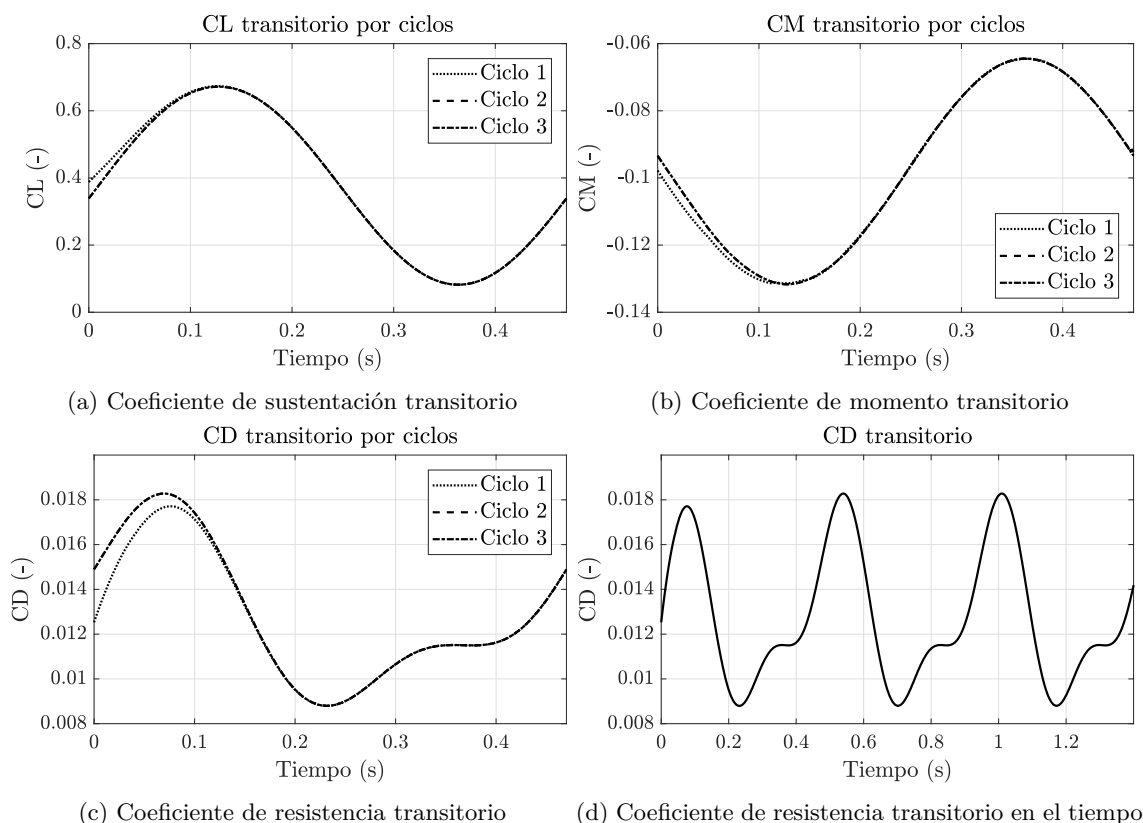 CL transitorio por ciclos
0.8
0.6
0.4
0.2
0
CL (-)
0
0.1
0.2
0.3
0.4
Tiempo (s)
Ciclo 1
Ciclo 2
Ciclo 3
(a) Coeficiente de sustentación transitorio
CM transitorio por ciclos
-0.06
-0.08
-0.1
-0.12
-0.14
CM (-)
0
0.1
0.2
0.3
0.4
Tiempo (s)
Ciclo 1
Ciclo 2
Ciclo 3
(b) Coeficiente de momento transitorio
CD transitorio por ciclos
0.018
0.016
0.014
0.012
0.01
0.008
CD (-)
0
0.1
0.2
0.3
0.4
Tiempo (s)
Ciclo 1
Ciclo 2
Ciclo 3
(c) Coeficiente de resistencia transitorio
CD transitorio
0.018
0.016
0.014
0.012
0.01
0.008
CD (-)
0
0.2
0.4
0.6
0.8
1
1.2
Tiempo (s)
(d) Coeficiente de resistencia transitorio en el tiempo